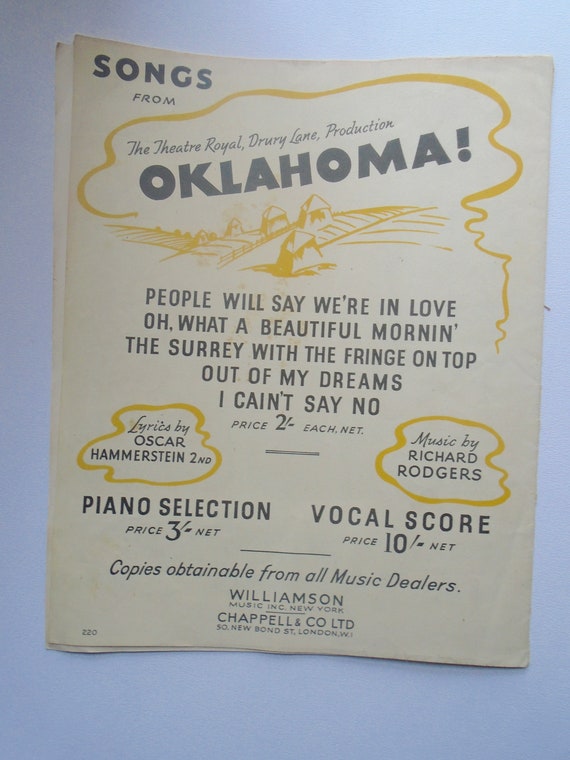 SONGS
FROM
The Theatre Royal, Drury Lane, Production
OKLAHOMA!
PEOPLE WILL SAY WE'RE IN LOVE
OH, WHAT A BEAUTIFUL MORNIN'
THE SURREY WITH THE FRINGE ON TOP
OUT OF MY DREAMS
I CAIN'T SAY NO
PRICE 2/- EACH. NET.
Lyrics by
OSCAR
HAMMERSTEIN 2ND
Music by
RICHARD
RODGERS
PIANO SELECTION
PRICE 3/- NET
VOCAL SCORE
PRICE 10/- NET
Copies obtainable from all Music Dealers.
WILLIAMSON
MUSIC INC. NEW YORK
CHAPPELL & CO LTD
50, NEW BOND ST, LONDON, W.1
220